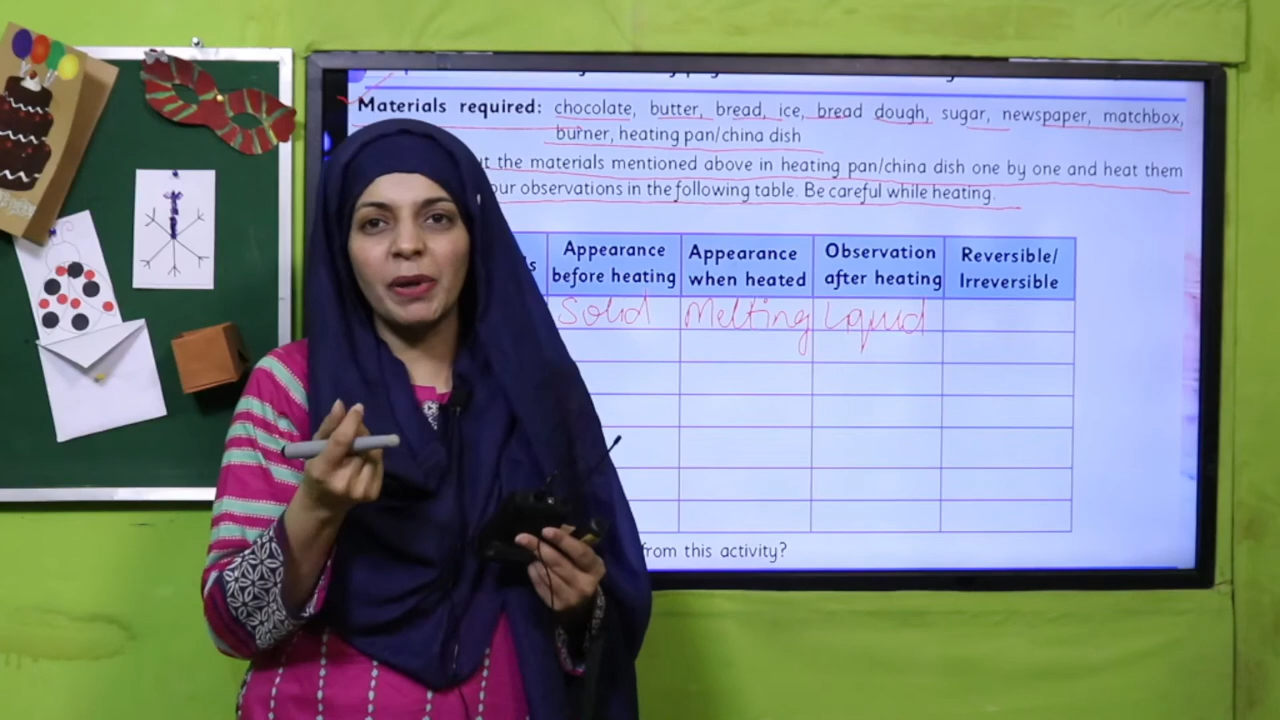 Materials required: chocolate, butter, bread, ice, bread dough, sugar, newspaper, matchbox,
burner, heating pan/china dish
the materials mentioned above in heating pan/china dish one by one and heat them
observations in the following table. Be careful while heating.
Appearance before heating
Appearance when heated
Observation after heating
Reversible/ Irreversible
Solid Melting Lquid
from this activity?